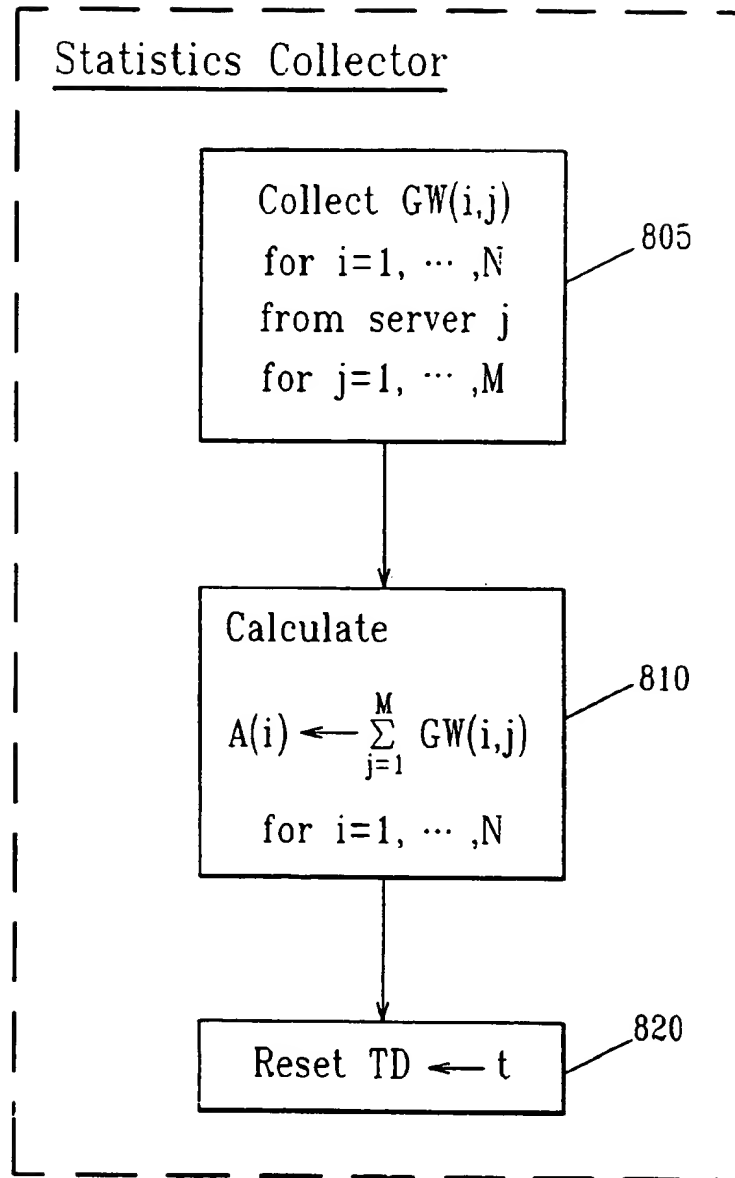 Statistics Collector
Collect GW(i,j)
for i=1, ··· ,N
from server j
for j=1, ··· ,M
805
Calculate
A(i) ← M∑j=1 GW(i,j)
for i=1, ··· ,N
810
Reset TD ← t
820